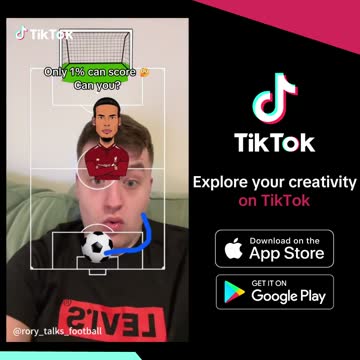 TikTok
Only 1% can score 🤔
Can you?
LEVI'S
@rory_talks_football
TikTok
Explore your creativity
on TikTok
Download on the
App Store
GET IT ON
Google Play